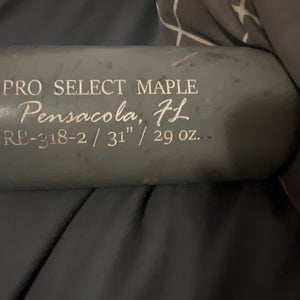 PRO SELECT MAPLE
Pensacola, FL
RB-318-2 / 31" / 29 oz.